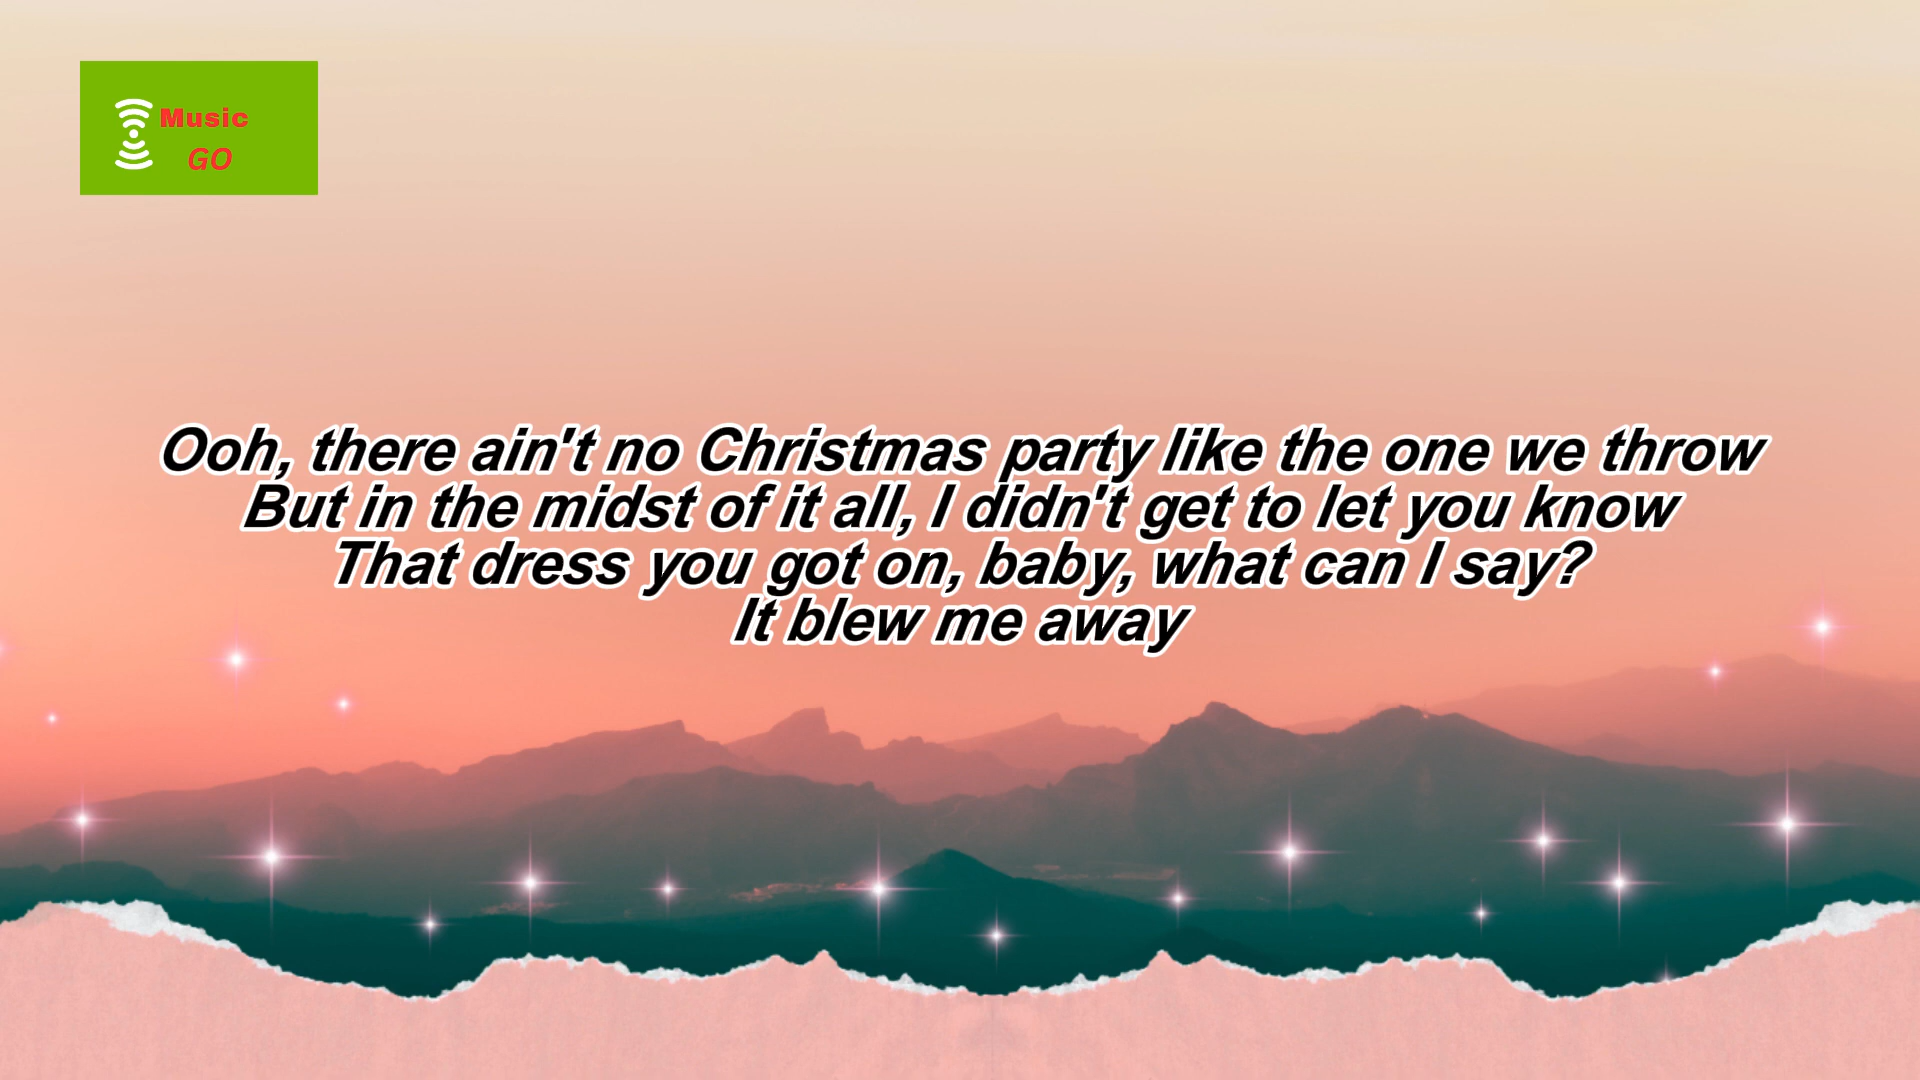 Music
GO
Ooh, there ain't no Christmas party like the one we throw
But in the midst of it all, I didn't get to let you know
That dress you got on, baby, what can I say?
It blew me away